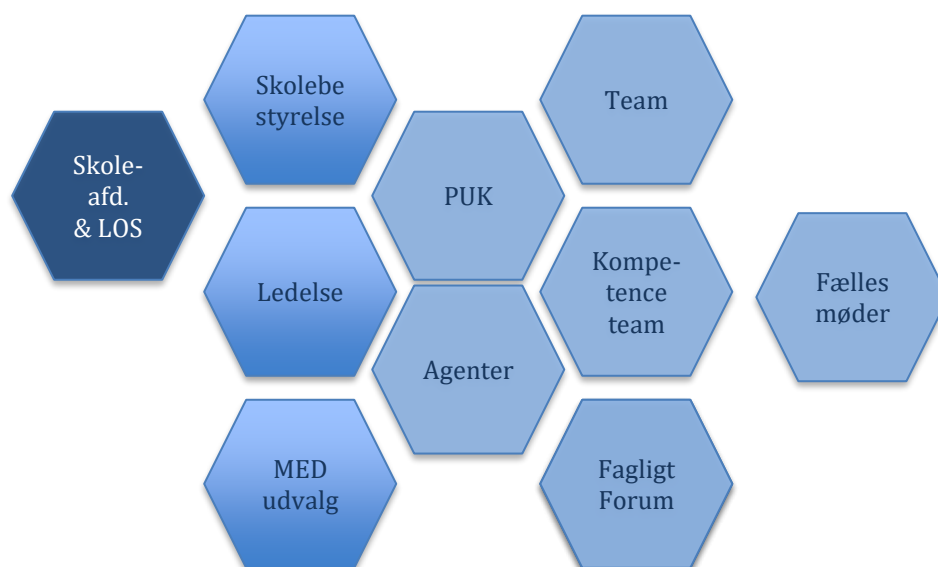 Skole-
afd.
& LOS
Skolebe
styrelse
Ledelse
MED
udvalg
PUK
Agenter
Team
Kompe-
tence
team
Fagligt
Forum
Fælles
møder